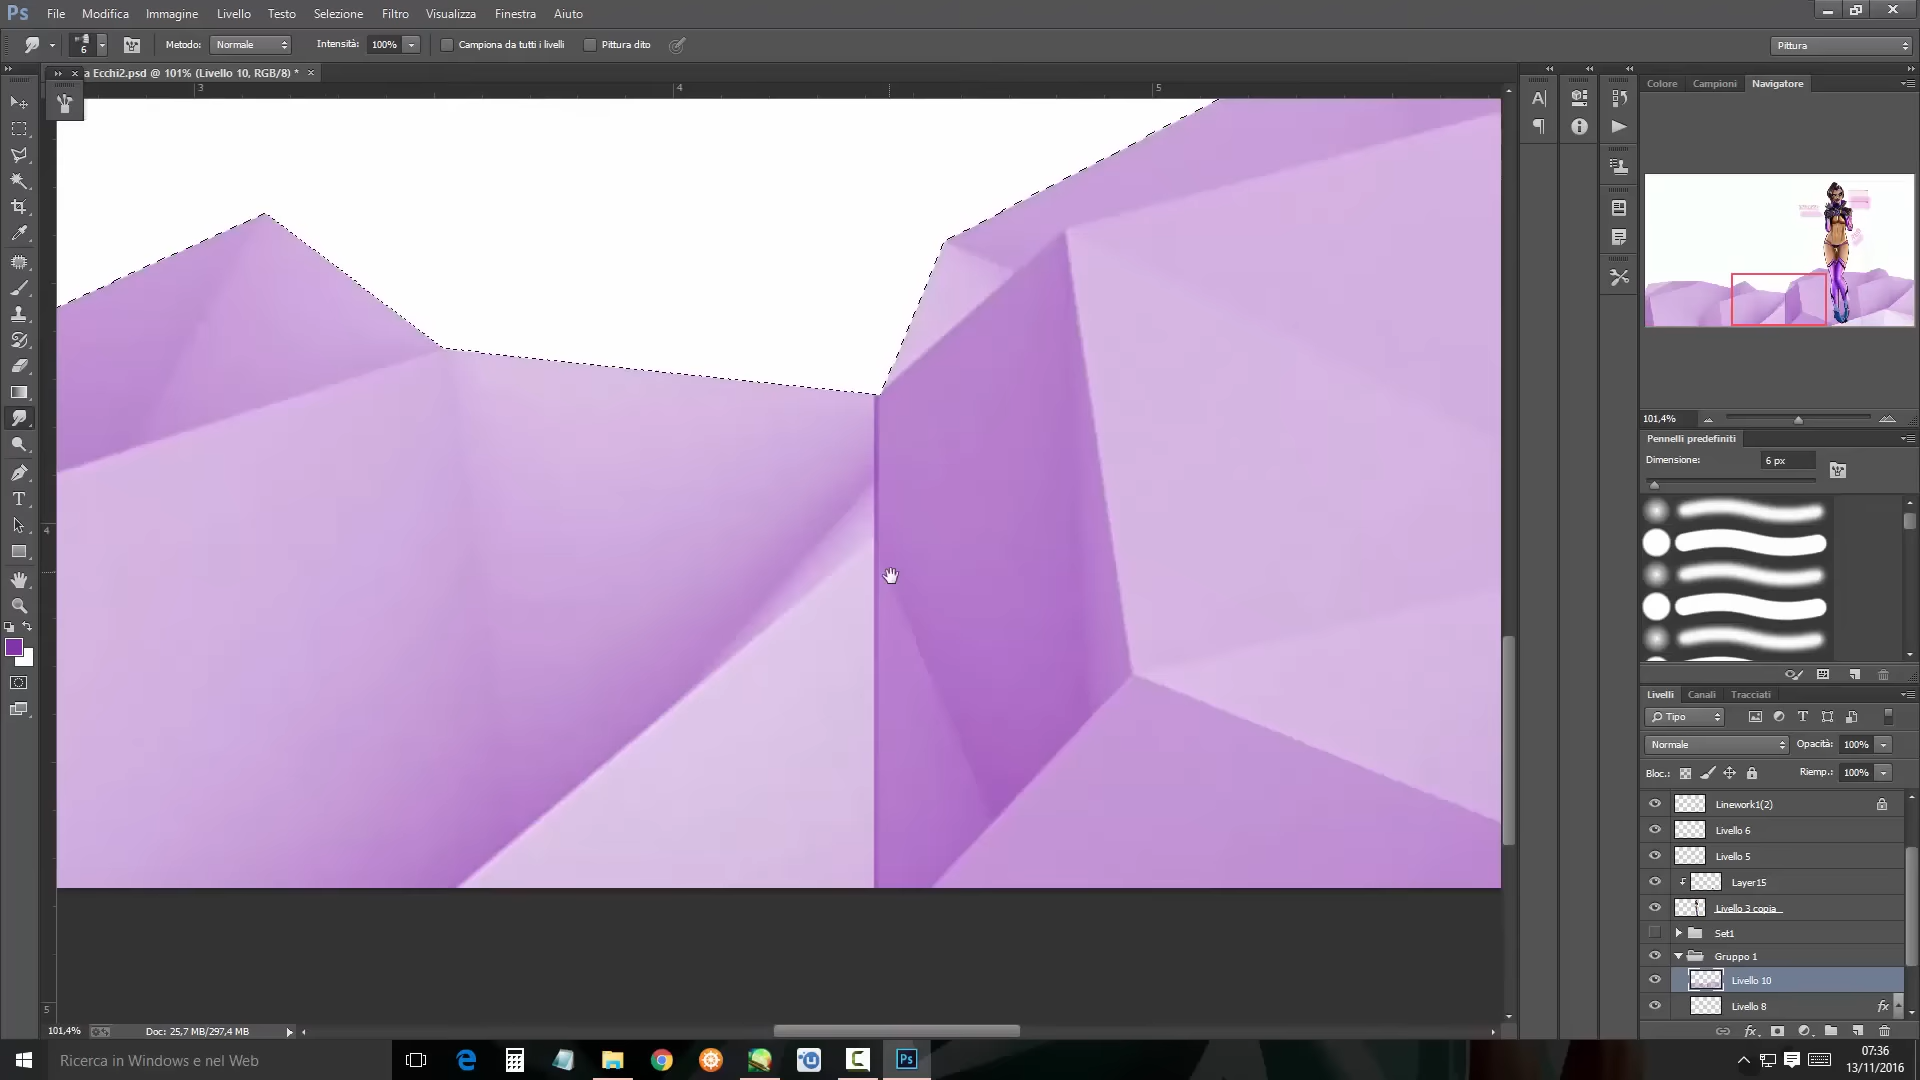 Ps File Modifica Immagine Livello Testo Selezione Filtro Visualizza Finestra Aiuto
6 Metodo: Normale Intensità: 100% Campiona da tutti i livelli Pittura dito Pittura
a Ecchi2.psd @ 101% (Livello 10, RGB/8) *
3 4 5
Colore Campioni Navigatore
101,4%
Pennelli predefiniti
Dimensione: 6 px
4
5
Livelli Canali Tracciati
Tipo
Normale Opacità: 100%
Bloc.: Riemp.: 100%
Linework1(2)
Livello 6
Livello 5
Layer15
Livello 3 copia
Set1
Gruppo 1
Livello 10
Livello 8 fx
101,4% Doc: 25,7 MB/297,4 MB
Ricerca in Windows e nel Web
07:36
13/11/2016